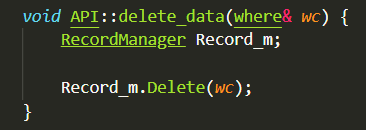 void API::delete_data(where& wc) {
    RecordManager Record_m;
    Record_m.Delete(wc);
}